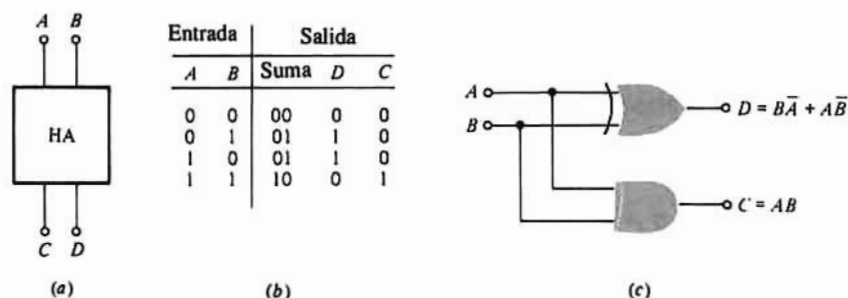 A B
HA
C D
(a)
Entrada Salida
A B Suma D C
0 0 00 0 0
0 1 01 1 0
1 0 01 1 0
1 1 10 0 1
(b)
A
B
D = BĀ + AB̄
C = AB
(c)